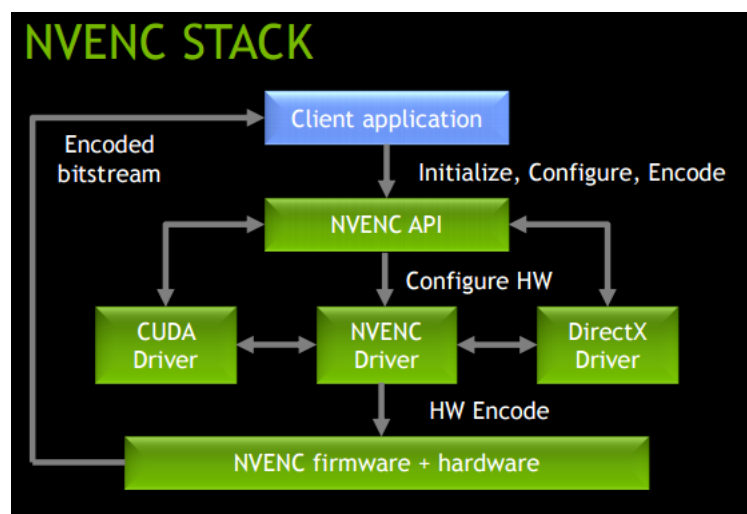 NVENC STACK
Client application
Encoded
bitstream
Initialize, Configure, Encode
NVENC API
Configure HW
CUDA
Driver
NVENC
Driver
DirectX
Driver
HW Encode
NVENC firmware + hardware